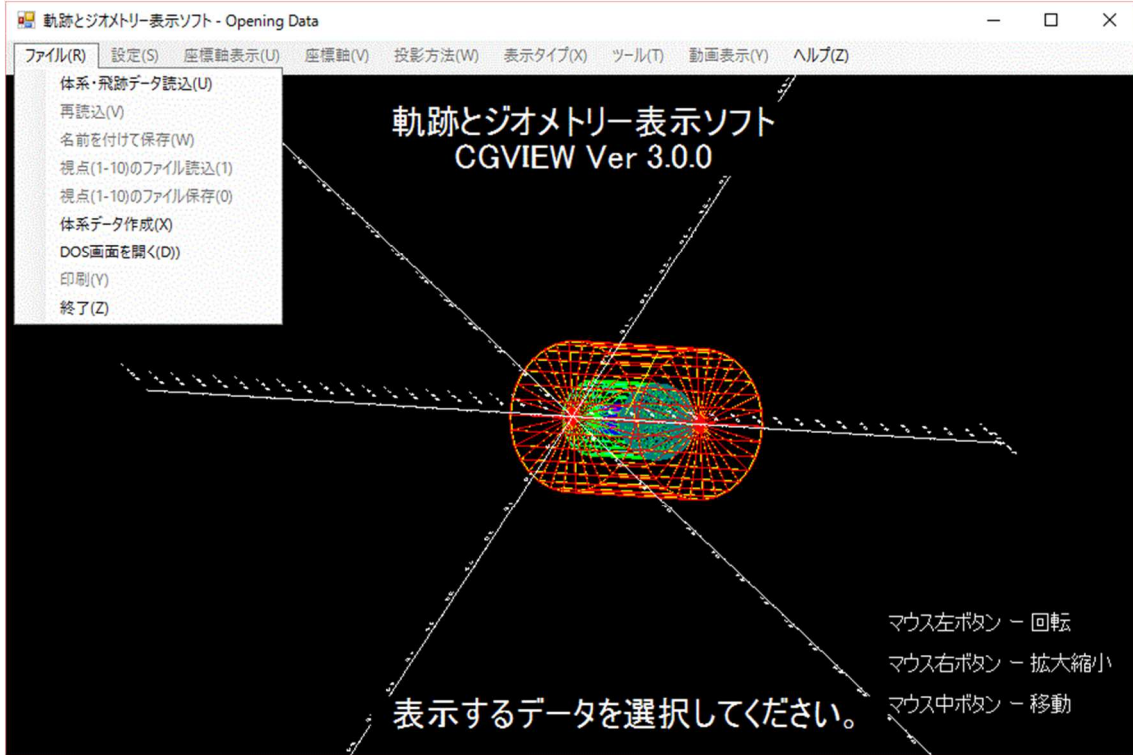 軌跡とジオメトリー表示ソフト - Opening Data
ファイル(R) 設定(S) 座標軸表示(U) 座標軸(V) 投影方法(W) 表示タイプ(X) ツール(T) 動画表示(Y) ヘルプ(Z)
体系・飛跡データ読込(U)
再読込(V)
名前を付けて保存(W)
視点(1-10)のファイル読込(1)
視点(1-10)のファイル保存(0)
体系データ作成(X)
DOS画面を開く(D))
印刷(Y)
終了(Z)
軌跡とジオメトリー表示ソフト
CGVIEW Ver 3.0.0
マウス左ボタン － 回転
マウス右ボタン － 拡大縮小
マウス中ボタン － 移動
表示するデータを選択してください。